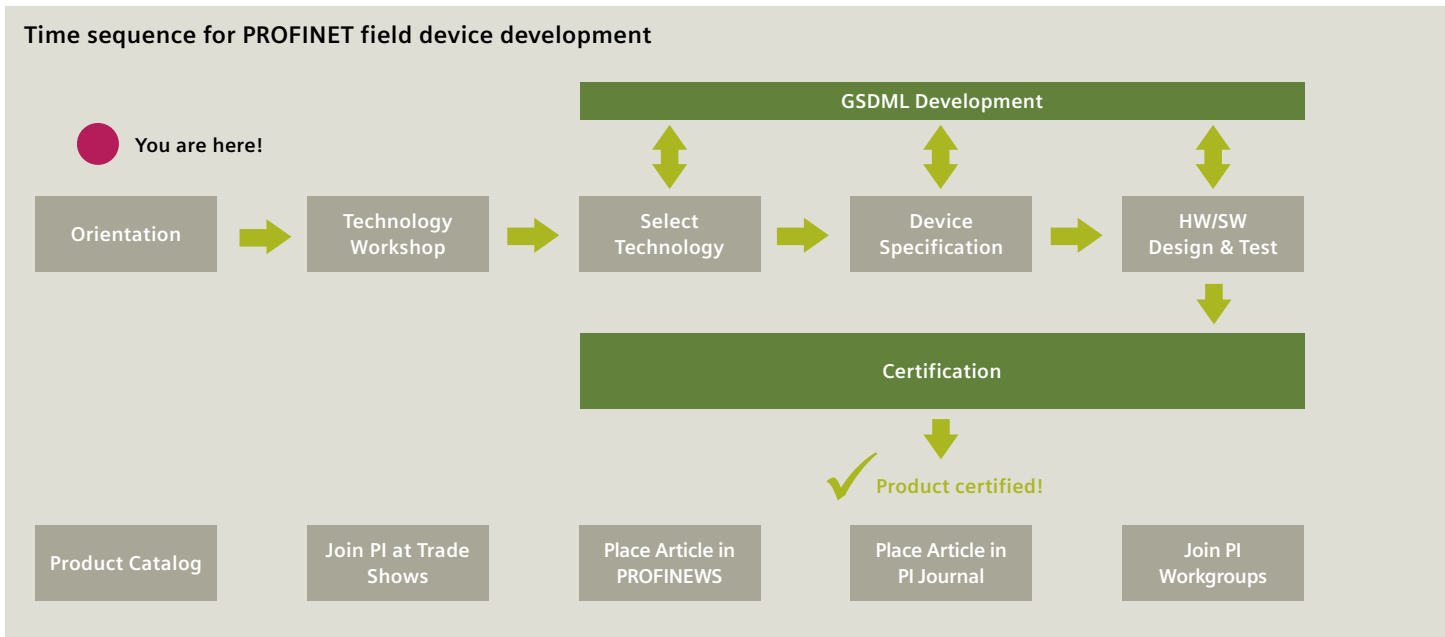 Time sequence for PROFINET field device development
GSDML Development
You are here!
Orientation
Technology
Workshop
Select
Technology
Device
Specification
HW/SW
Design & Test
Certification
Product certified!
Product Catalog
Join PI at Trade
Shows
Place Article in
PROFINEWS
Place Article in
PI Journal
Join PI
Workgroups